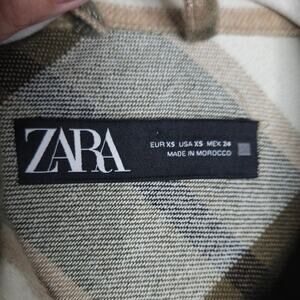 ZARA
EUR XS USA XS MEX 24
MADE IN MOROCCO